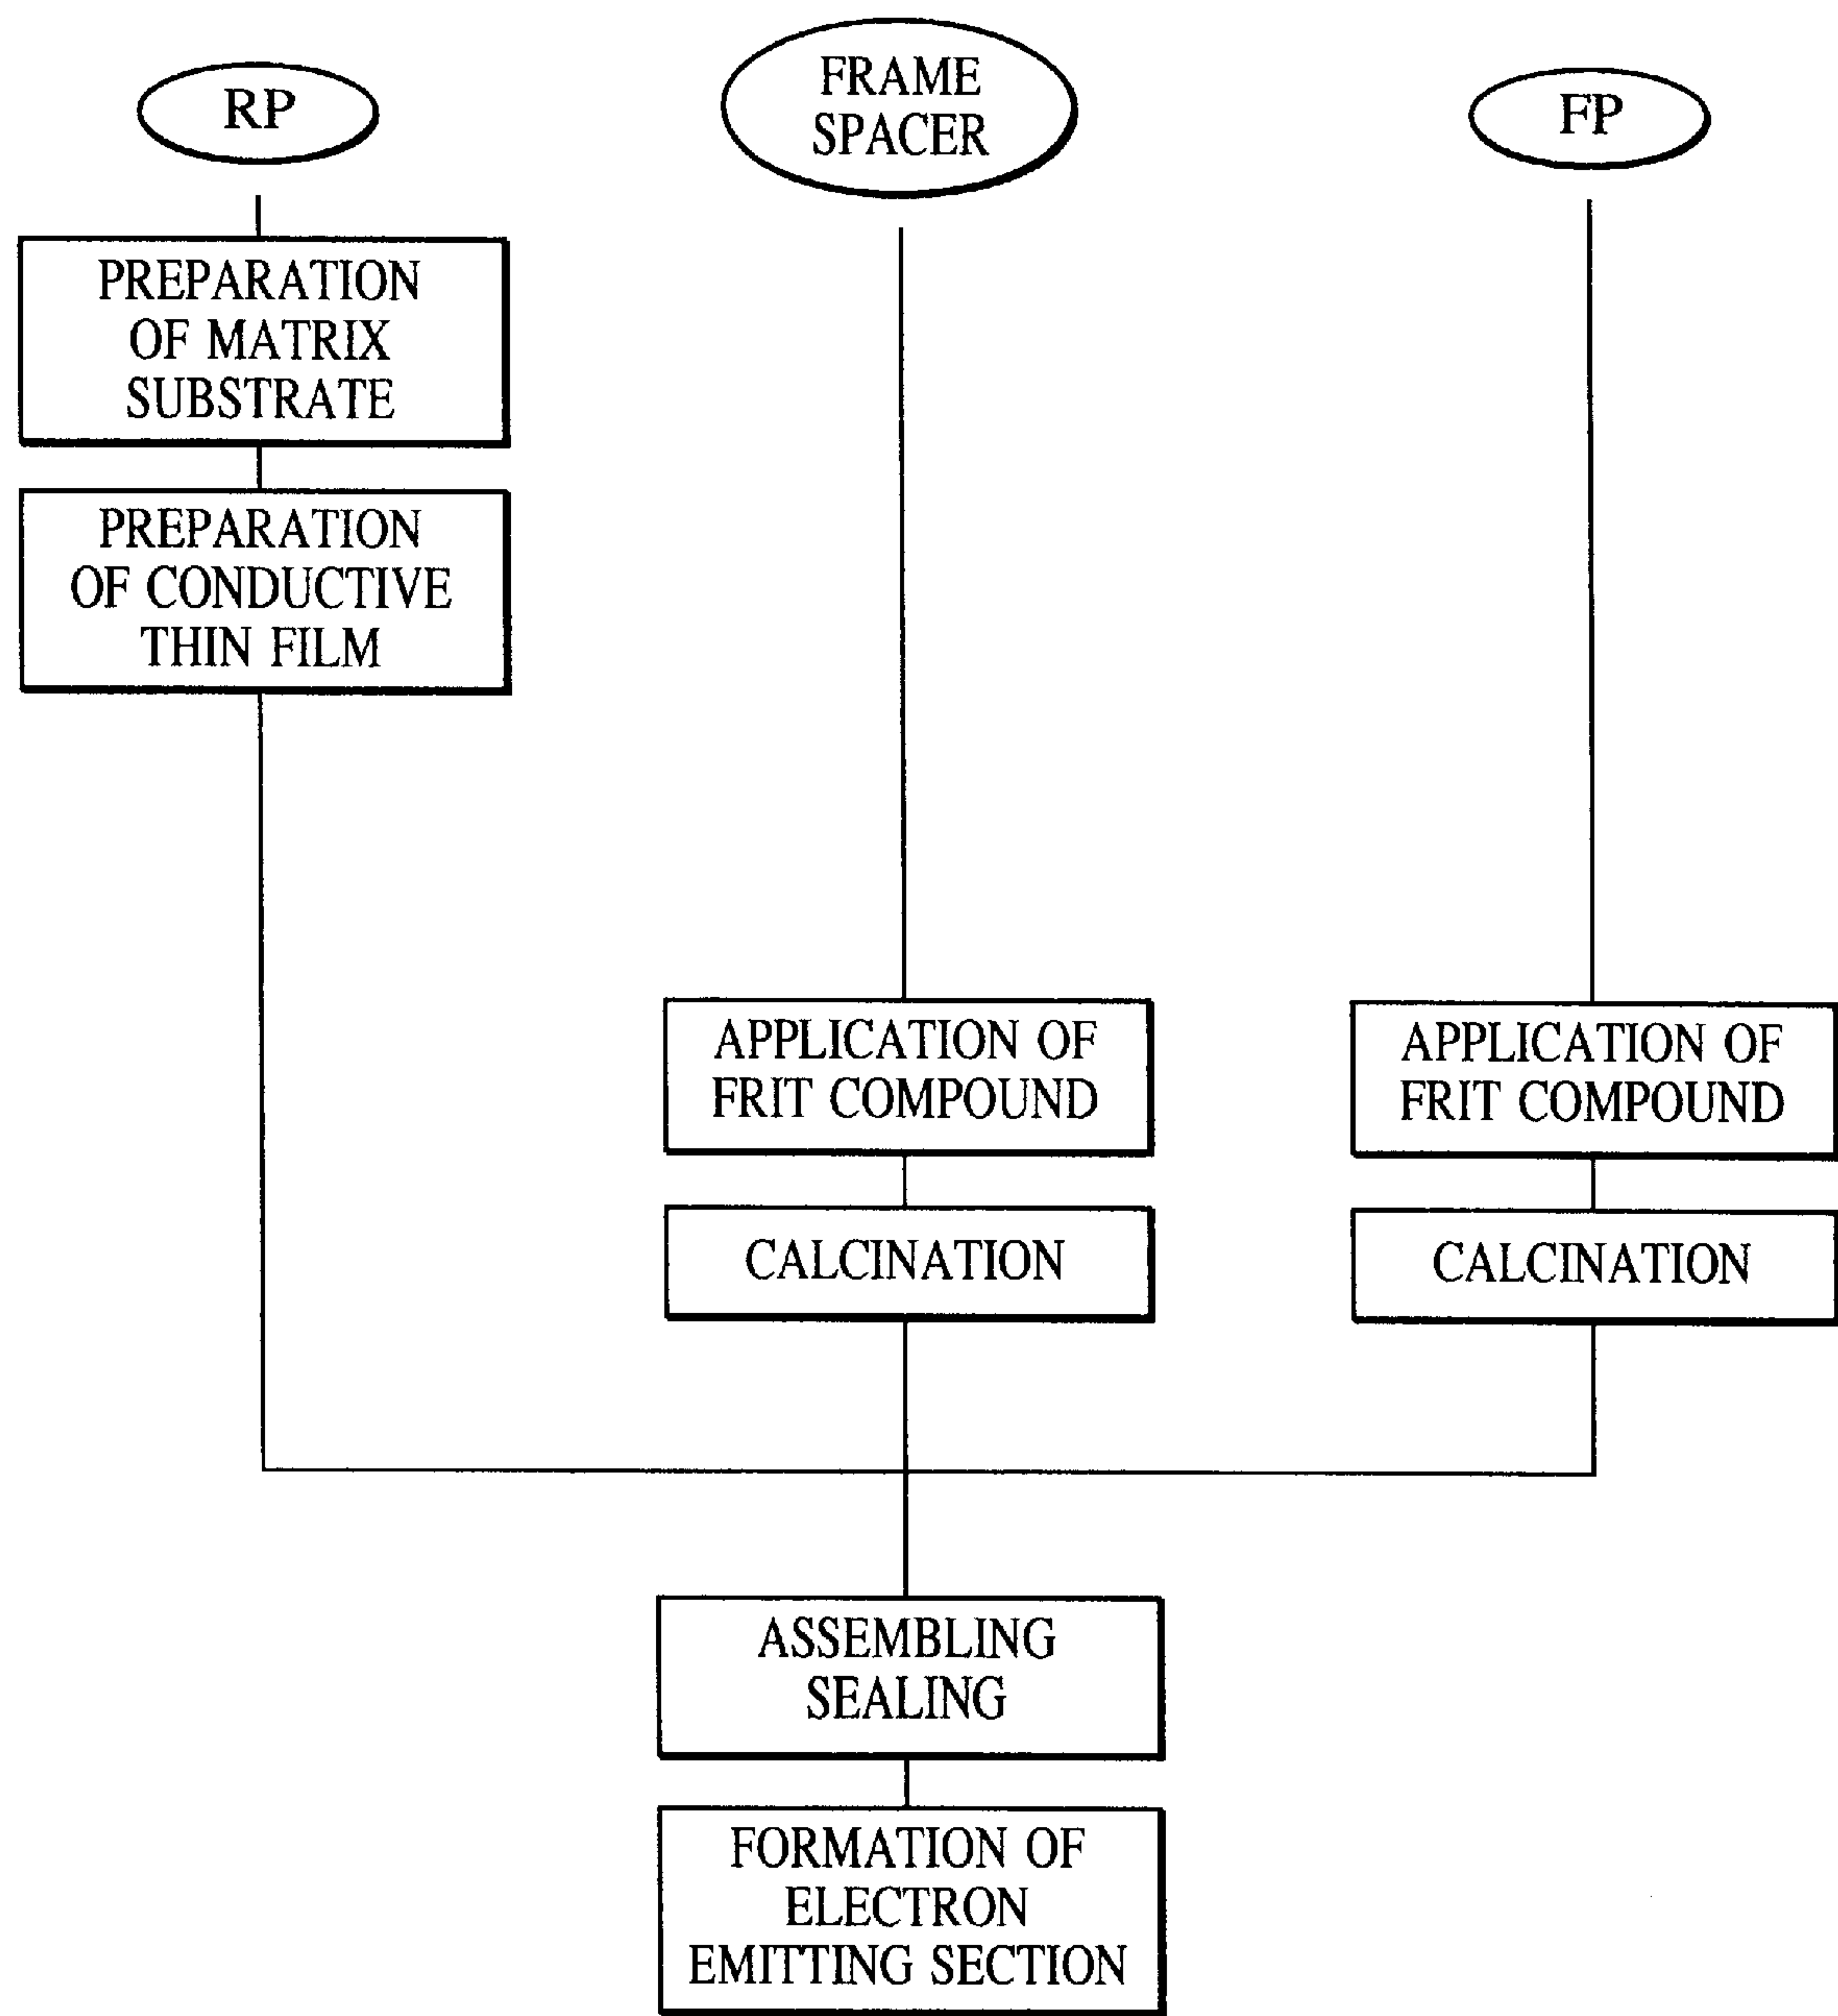 RP
FRAME
SPACER
FP
PREPARATION
OF MATRIX
SUBSTRATE
PREPARATION
OF CONDUCTIVE
THIN FILM
APPLICATION OF
FRIT COMPOUND
APPLICATION OF
FRIT COMPOUND
CALCINATION
CALCINATION
ASSEMBLING
SEALING
FORMATION OF
ELECTRON
EMITTING SECTION